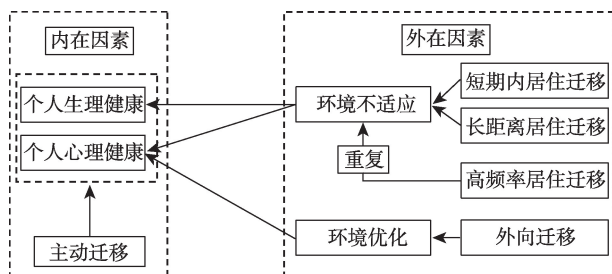 内在因素
个人生理健康
个人心理健康
主动迁移
外在因素
环境不适应
重复
环境优化
短期内居住迁移
长距离居住迁移
高频率居住迁移
外向迁移